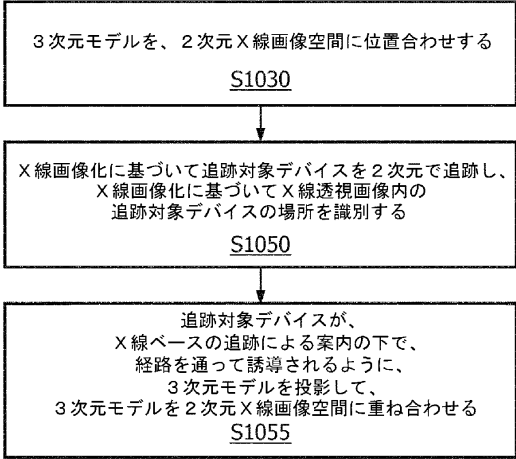 3次元モデルを、2次元X線画像空間に位置合わせする
S1030
X線画像化に基づいて追跡対象デバイスを2次元で追跡し、
X線画像化に基づいてX線透視画像内の
追跡対象デバイスの場所を識別する
S1050
追跡対象デバイスが、
X線ベースの追跡による案内の下で、
経路を通って誘導されるように、
3次元モデルを投影して、
3次元モデルを2次元X線画像空間に重ね合わせる
S1055